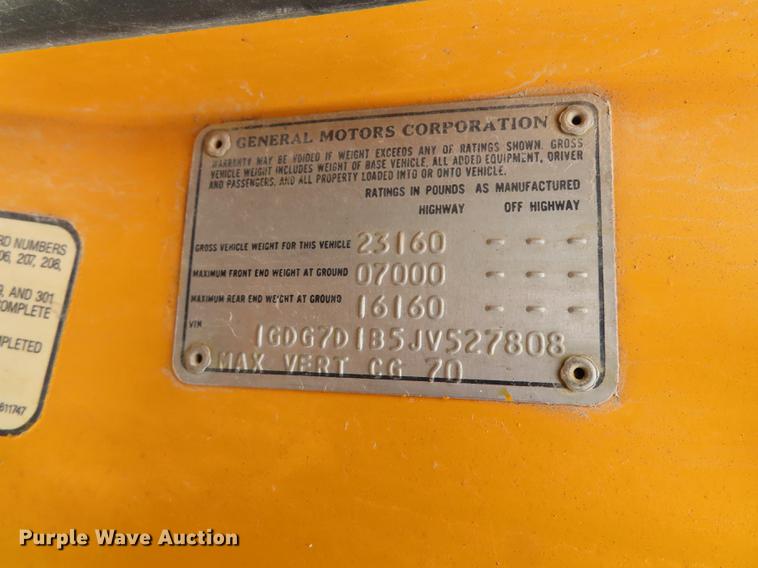 GENERAL MOTORS CORPORATION
WARRANTY MAY BE VOIDED IF WEIGHT EXCEEDS ANY OF RATINGS SHOWN. GROSS
VEHICLE WEIGHT INCLUDES WEIGHT OF BASE VEHICLE, ALL ADDED EQUIPMENT, DRIVER
AND PASSENGERS, AND ALL PROPERTY LOADED INTO OR ONTO VEHICLE.
RATINGS IN POUNDS AS MANUFACTURED
HIGHWAY OFF HIGHWAY
GROSS VEHICLE WEIGHT FOR THIS VEHICLE 23160 - - - -
MAXIMUM FRONT END WEIGHT AT GROUND 07000 - - - -
MAXIMUM REAR END WEIGHT AT GROUND 16160 - - - -
VIN 1GDG7D1B5JV527808
MAX VERT CG 70
RD NUMBERS
06, 207, 208,
9, AND 301
COMPLETE
MPLETED
611747
Purple Wave Auction